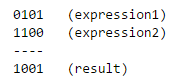 0101   (expression1)
1100   (expression2)
----
1001   (result)